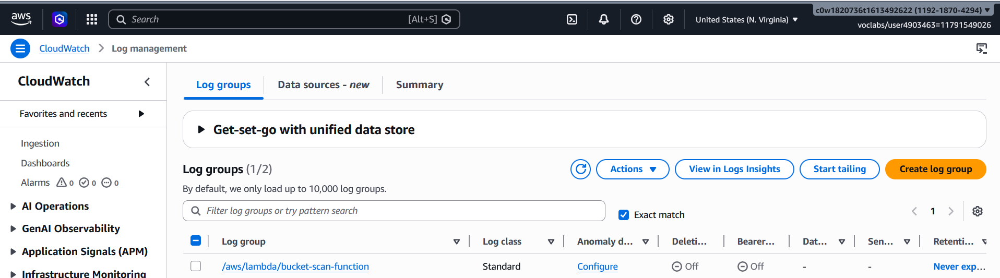 aws
Search [Alt+S]
United States (N. Virginia)
c0w1820736t1613492622 (1192-1870-4294)
voclabs/user4903463=11791549026
CloudWatch > Log management
CloudWatch
Favorites and recents
Ingestion
Dashboards
Alarms 0 0 0
AI Operations
GenAI Observability
Application Signals (APM)
Infrastructure Monitoring
Log groups
Data sources - new
Summary
Get-set-go with unified data store
Log groups (1/2)
Actions
View in Logs Insights
Start tailing
Create log group
By default, we only load up to 10,000 log groups.
Filter log groups or try pattern search
Exact match
1
Log group Log class Anomaly d... Deleti... Bearer... Dat... Sen... Retenti...
/aws/lambda/bucket-scan-function Standard Configure Off Off - - Never exp...